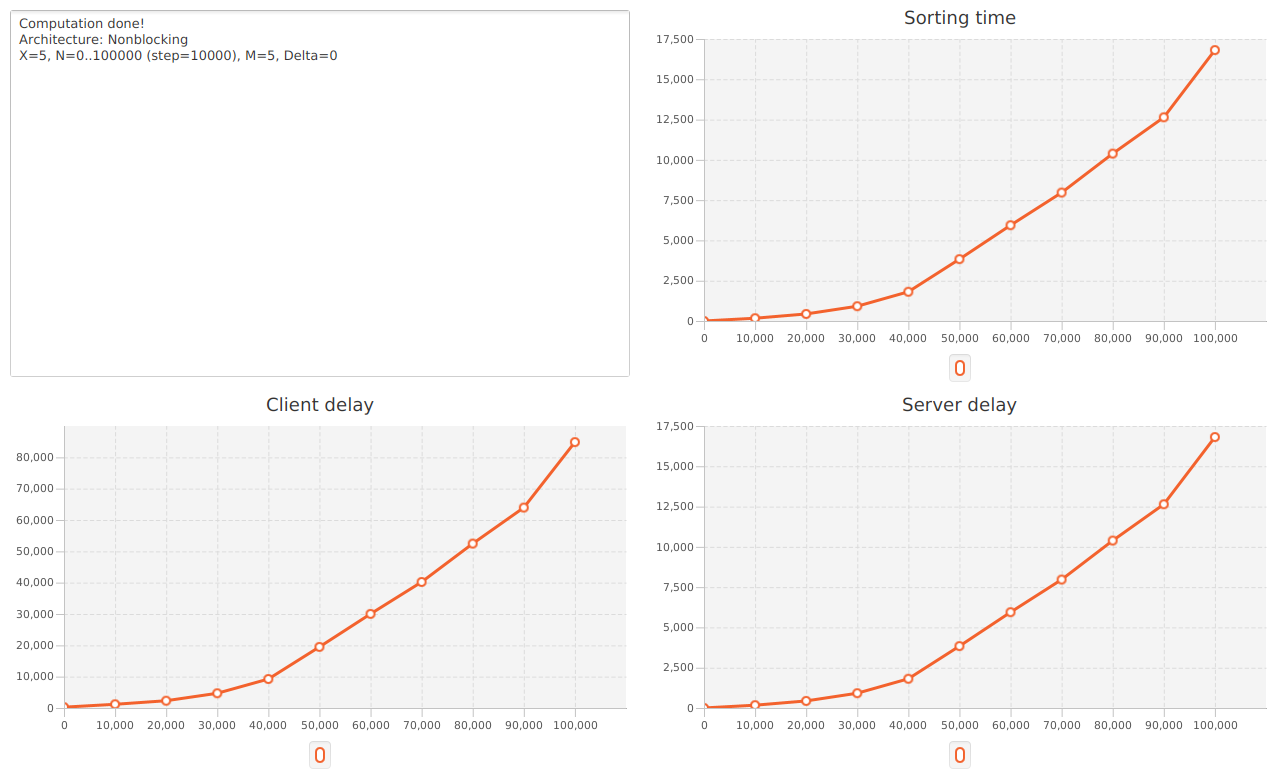 Computation done!
Architecture: Nonblocking
X=5, N=0..100000 (step=10000), M=5, Delta=0
Sorting time
17,500
15,000
12,500
10,000
7,500
5,000
2,500
0
0 10,000 20,000 30,000 40,000 50,000 60,000 70,000 80,000 90,000 100,000
Client delay
80,000
70,000
60,000
50,000
40,000
30,000
20,000
10,000
0
0 10,000 20,000 30,000 40,000 50,000 60,000 70,000 80,000 90,000 100,000
Server delay
17,500
15,000
12,500
10,000
7,500
5,000
2,500
0
0 10,000 20,000 30,000 40,000 50,000 60,000 70,000 80,000 90,000 100,000